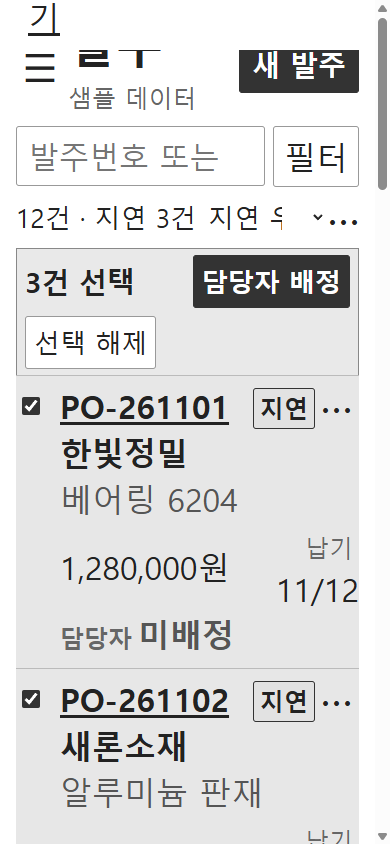 기
발주
새 발주
샘플 데이터
발주번호 또는
필터
12건 · 지연 3건 지연
3건 선택
담당자 배정
선택 해제
PO-261101 지연
한빛정밀
베어링 6204
납기
1,280,000원
11/12
담당자 미배정
PO-261102 지연
새론소재
알루미늄 판재
납기